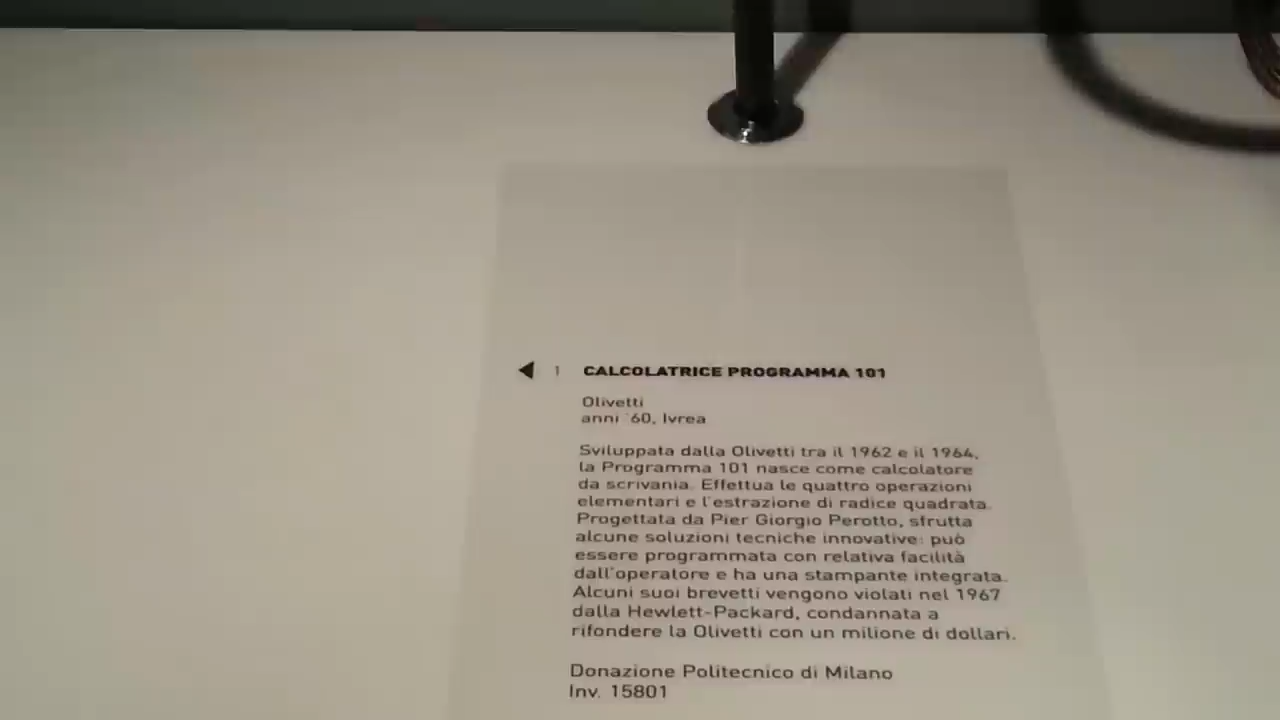 1 CALCOLATRICE PROGRAMMA 101
Olivetti
anni '60, Ivrea
Sviluppata dalla Olivetti tra il 1962 e il 1964,
la Programma 101 nasce come calcolatore
da scrivania. Effettua le quattro operazioni
elementari e l'estrazione di radice quadrata.
Progettata da Pier Giorgio Perotto, sfrutta
alcune soluzioni tecniche innovative: può
essere programmata con relativa facilità
dall'operatore e ha una stampante integrata.
Alcuni suoi brevetti vengono violati nel 1967
dalla Hewlett-Packard, condannata a
rifondere la Olivetti con un milione di dollari.
Donazione Politecnico di Milano
Inv. 15801